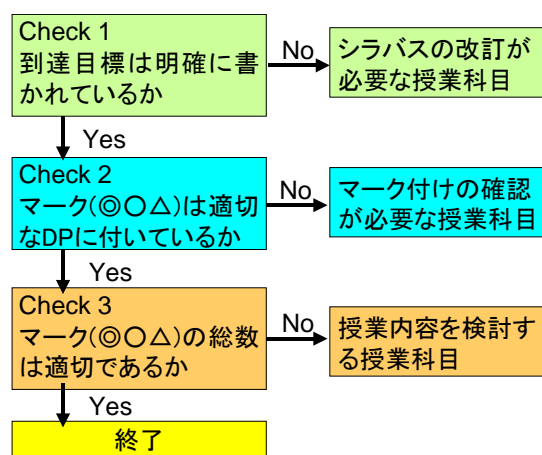 Check 1
到達目標は明確に書
かれているか
No
シラバスの改訂が
必要な授業科目
Yes
Check 2
マーク(◎○△)は適切
なDPに付いているか
No
マーク付けの確認
が必要な授業科目
Yes
Check 3
マーク(◎○△)の総数
は適切であるか
No
授業内容を検討す
る授業科目
Yes
終了